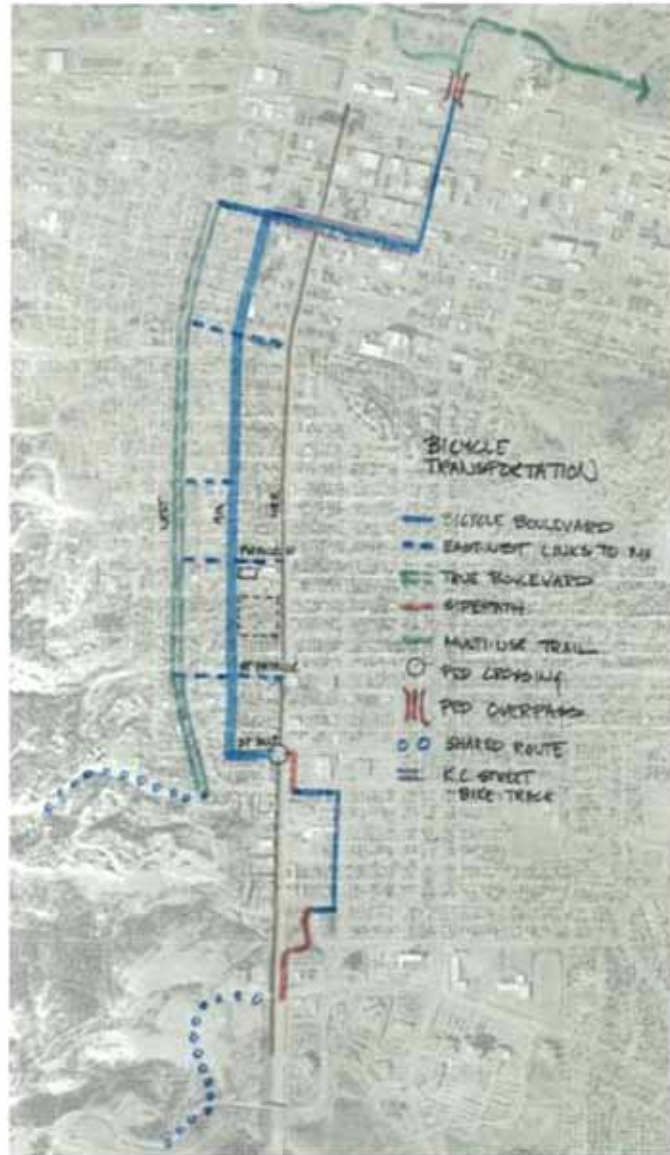 BICYCLE
TRANSPORTATION
BICYCLE BOULEVARD
EAST-WEST LINKS TO
TRUE BOULEVARD
SIDEPATH
MULTI-USE TRAIL
PED CROSSING
PED OVERPASS
SHARED ROUTE
K.C. STREET
BIKE TRACK
WEST